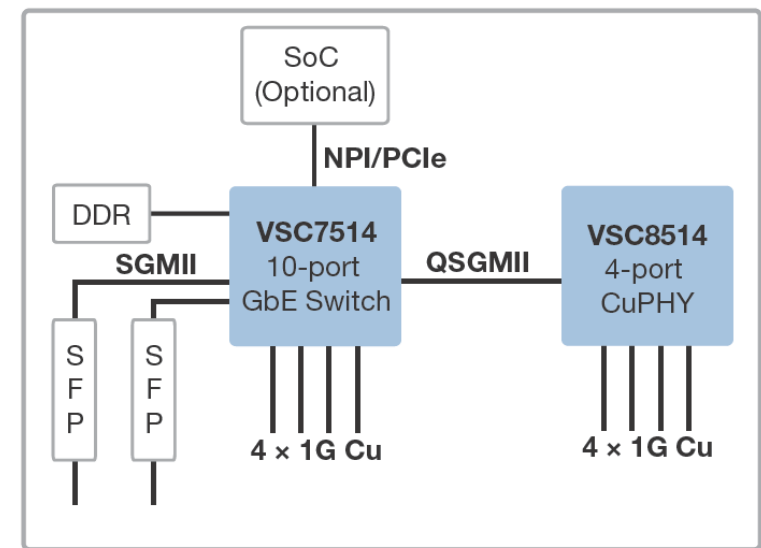 SoC
(Optional)
NPI/PCIe
DDR
VSC7514
10-port
GbE Switch
SGMII
QSGMII
VSC8514
4-port
CuPHY
S
F
P
S
F
P
4 × 1G Cu
4 × 1G Cu